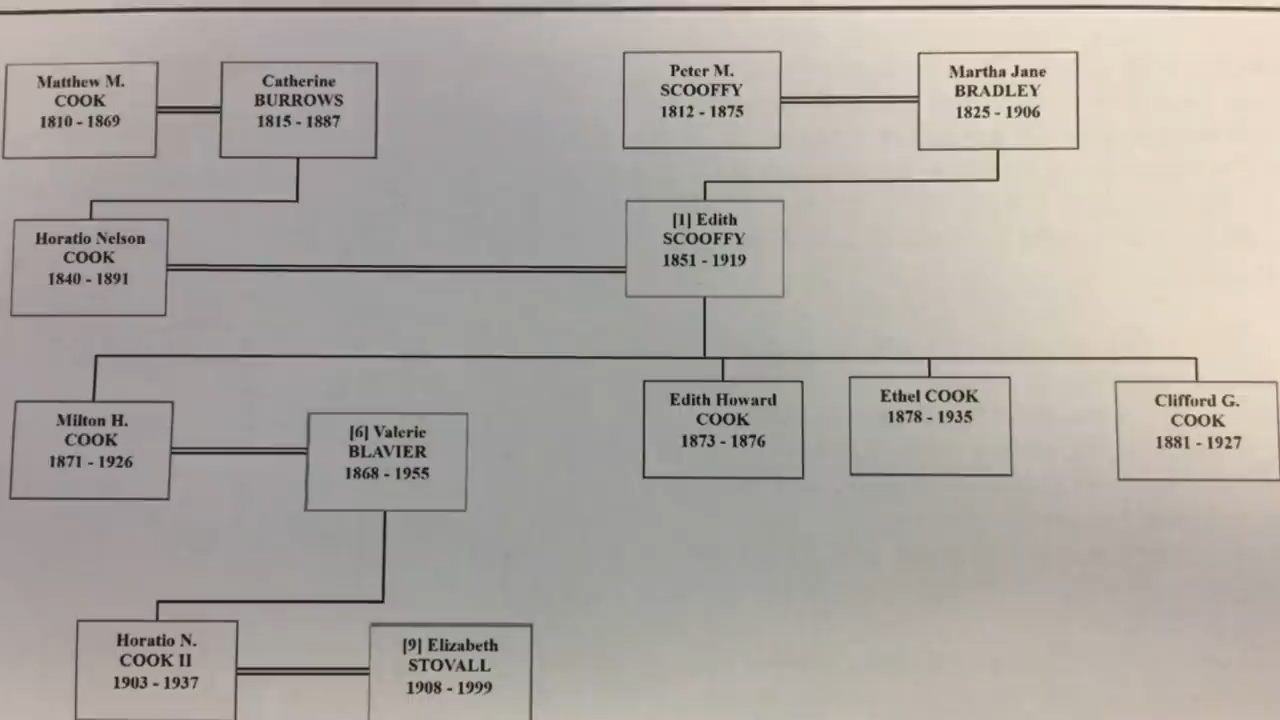 Matthew M.
COOK
1810 - 1869
Catherine
BURROWS
1815 - 1887
Peter M.
SCOOFFY
1812 - 1875
Martha Jane
BRADLEY
1825 - 1906
Horatio Nelson
COOK
1840 - 1891
[1] Edith
SCOOFFY
1851 - 1919
Milton H.
COOK
1871 - 1926
[6] Valerie
BLAVIER
1868 - 1955
Edith Howard
COOK
1873 - 1876
Ethel COOK
1878 - 1935
Clifford G.
COOK
1881 - 1927
Horatio N.
COOK II
1903 - 1937
[9] Elizabeth
STOVALL
1908 - 1999